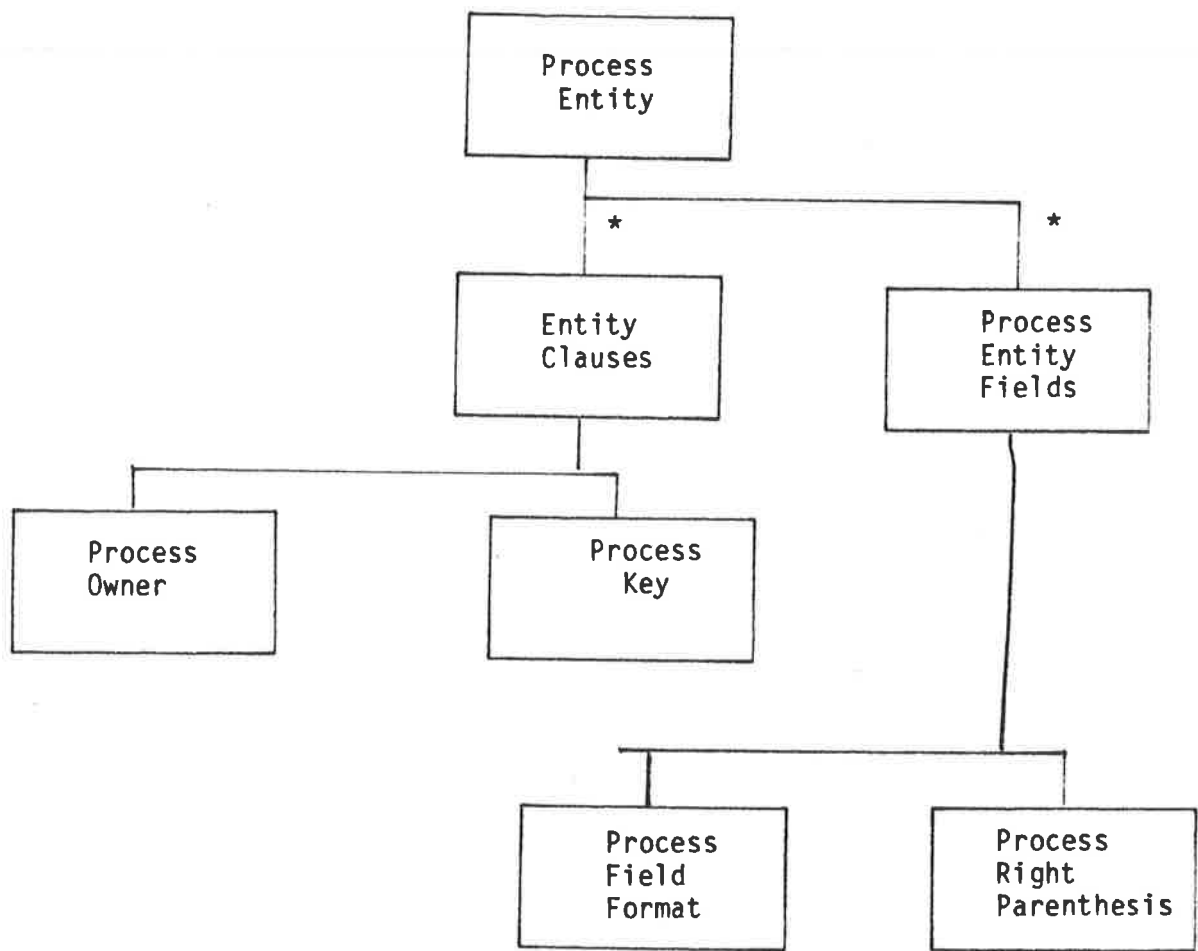 Process
Entity
*
*
Entity
Clauses
Process
Entity
Fields
Process
Owner
Process
Key
Process
Field
Format
Process
Right
Parenthesis